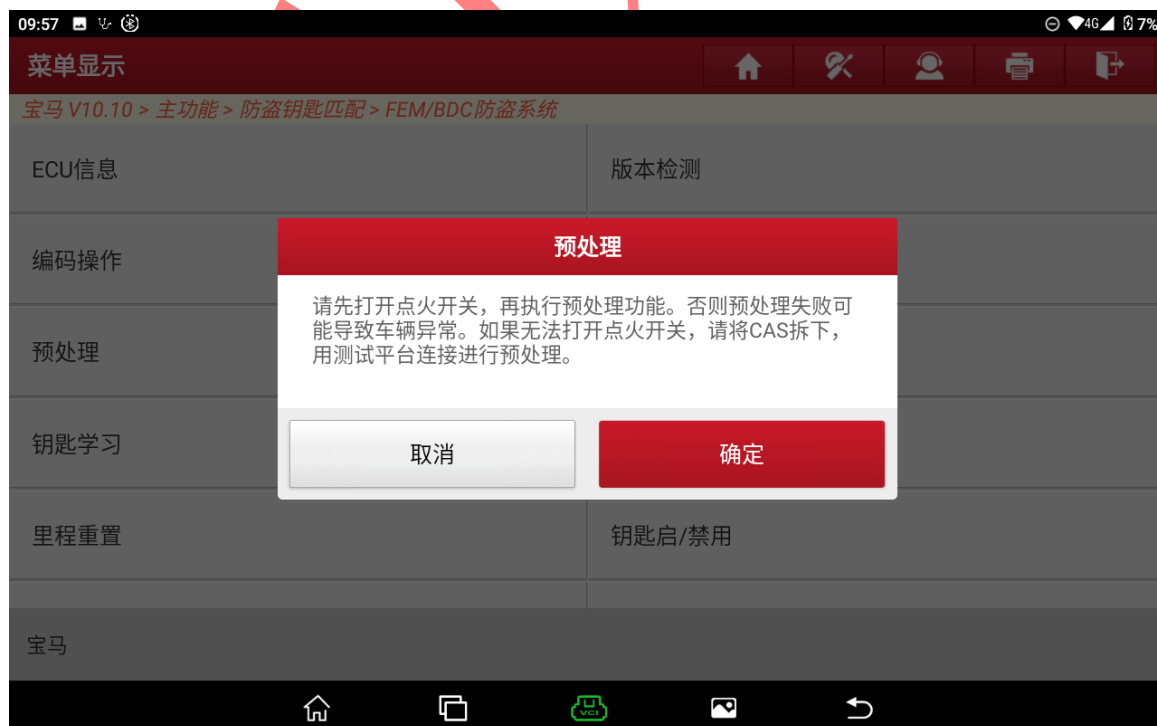 09:57
4G 7%
菜单显示
宝马 V10.10 > 主功能 > 防盗钥匙匹配 > FEM/BDC防盗系统
ECU信息
版本检测
编码操作
预处理
请先打开点火开关，再执行预处理功能。否则预处理失败可
能导致车辆异常。如果无法打开点火开关，请将CAS拆下，
用测试平台连接进行预处理。
取消
确定
预处理
钥匙学习
里程重置
钥匙启/禁用
宝马
VCI